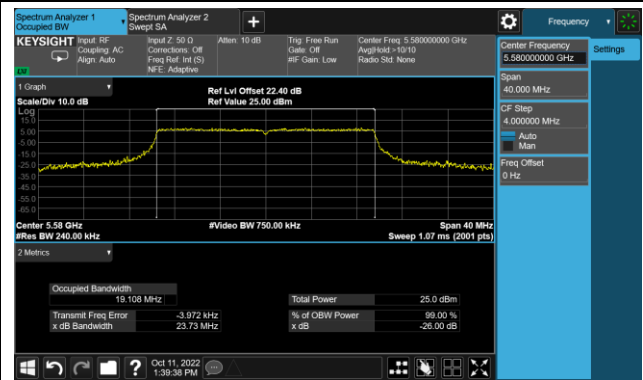 Spectrum Analyzer 1
Occupied BW
Spectrum Analyzer 2
Swept SA
+
Frequency
KEYSIGHT
Input: RF
Coupling: AC
Align: Auto
Input Z: 50 Ω
Corrections: Off
Freq Ref: Int (S)
NFE: Adaptive
Atten: 10 dB
Trig: Free Run
Gate: Off
#IF Gain: Low
Center Freq: 5.580000000 GHz
Avg|Hold:>10/10
Radio Std: None
Center Frequency
5.580000000 GHz
Settings
Span
40.000 MHz
CF Step
4.000000 MHz
Auto
Man
Freq Offset
0 Hz
1 Graph
Scale/Div 10.0 dB
Ref Lvl Offset 22.40 dB
Ref Value 25.00 dBm
Log
15.0
5.00
-5.00
-15.0
-25.0
-35.0
-45.0
-55.0
-65.0
Center 5.58 GHz
#Video BW 750.00 kHz
Span 40 MHz
#Res BW 240.00 kHz
Sweep 1.07 ms (2001 pts)
2 Metrics
Occupied Bandwidth
19.108 MHz
Total Power
25.0 dBm
Transmit Freq Error
-3.972 kHz
% of OBW Power
99.00 %
x dB Bandwidth
23.73 MHz
x dB
-26.00 dB
?
Oct 11, 2022
1:39:38 PM